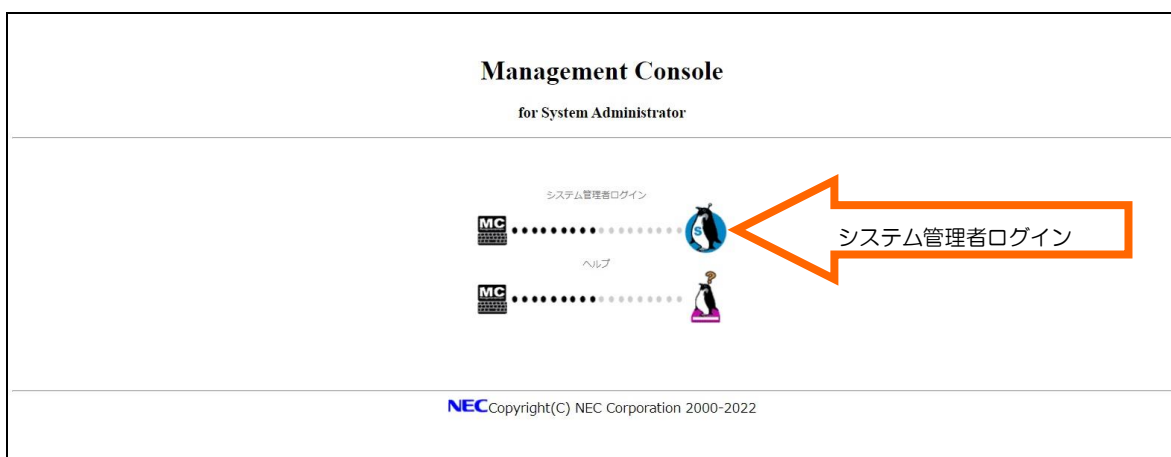 Management Console
for System Administrator
システム管理者ログイン
MC
S
システム管理者ログイン
ヘルプ
MC
?
NEC Copyright(C) NEC Corporation 2000-2022